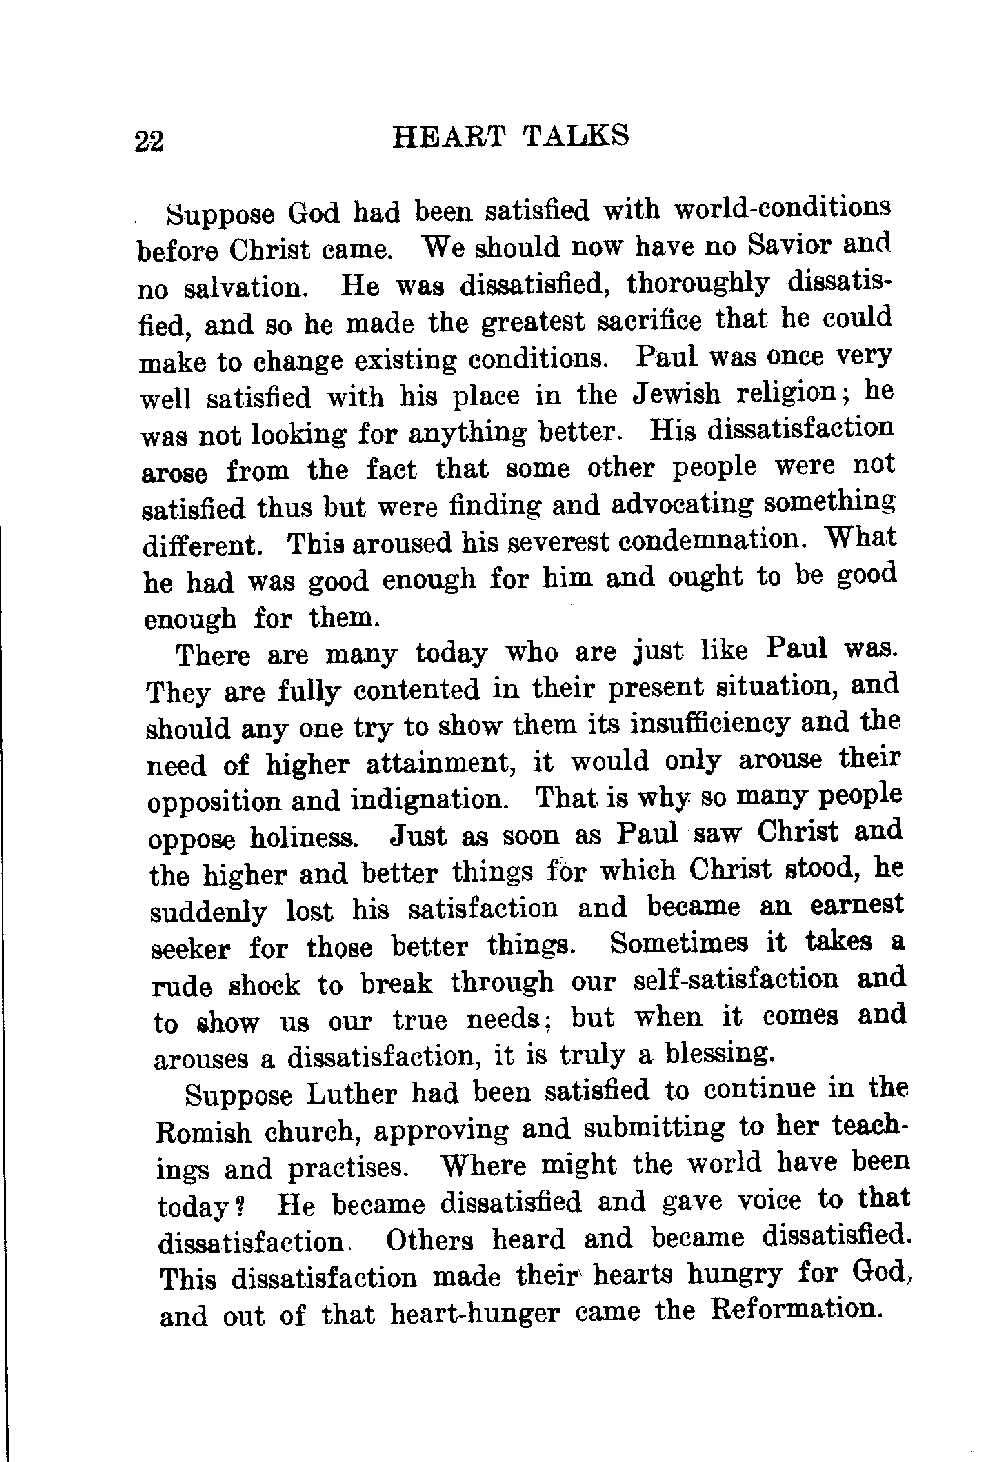 22 HEART TALKS
Suppose God had been satisfied with world-conditions
before Christ came. We should now have no Savior and
no salvation. He was dissatisfied, thoroughly dissatis-
fied, and so he made the greatest sacrifice that he could
make to change existing conditions. Paul was once very
well satisfied with his place in the Jewish religion; he
was not looking for anything better. His dissatisfaction
arose from the fact that some other people were not
satisfied thus but were finding and advocating something
different. This aroused his severest condemnation. What
he had was good enough for him and ought to be good
enough for them.
There are many today who are just like Paul was.
They are fully contented in their present situation, and
should any one try to show them its insufficiency and the
need of higher attainment, it would only arouse their
opposition and indignation. That is why so many people
oppose holiness. Just as soon as Paul saw Christ and
the higher and better things for which Christ stood, he
suddenly lost his satisfaction and became an earnest
seeker for those better things. Sometimes it takes a
rude shock to break through our self-satisfaction and
to show us our true needs; but when it comes and
arouses a dissatisfaction, it is truly a blessing.
Suppose Luther had been satisfied to continue in the
Romish church, approving and submitting to her teach-
ings and practises. Where might the world have been
today? He became dissatisfied and gave voice to that
dissatisfaction. Others heard and became dissatisfied.
This dissatisfaction made their hearts hungry for God,
and out of that heart-hunger came the Reformation.